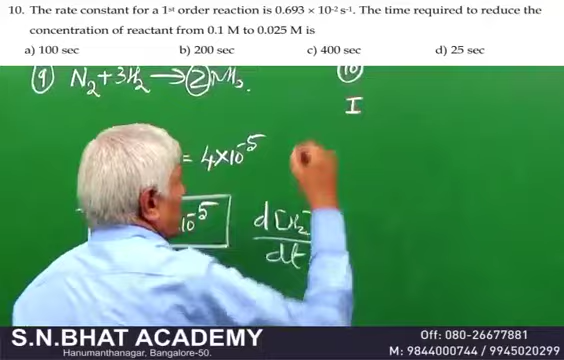 10. The rate constant for a 1ˢᵗ order reaction is 0.693 × 10⁻² s⁻¹. The time required to reduce the
concentration of reactant from 0.1 M to 0.025 M is
a) 100 sec b) 200 sec c) 400 sec d) 25 sec
⑨ N₂ + 3H₂ → ②NH₃. ⑩
I
= 4×10⁻⁵
10⁻⁵ d[N₂]
dt
S.N.BHAT ACADEMY
Hanumanthanagar, Bangalore-50.
Off: 080-26677881
M: 9844000744 / 9945020299